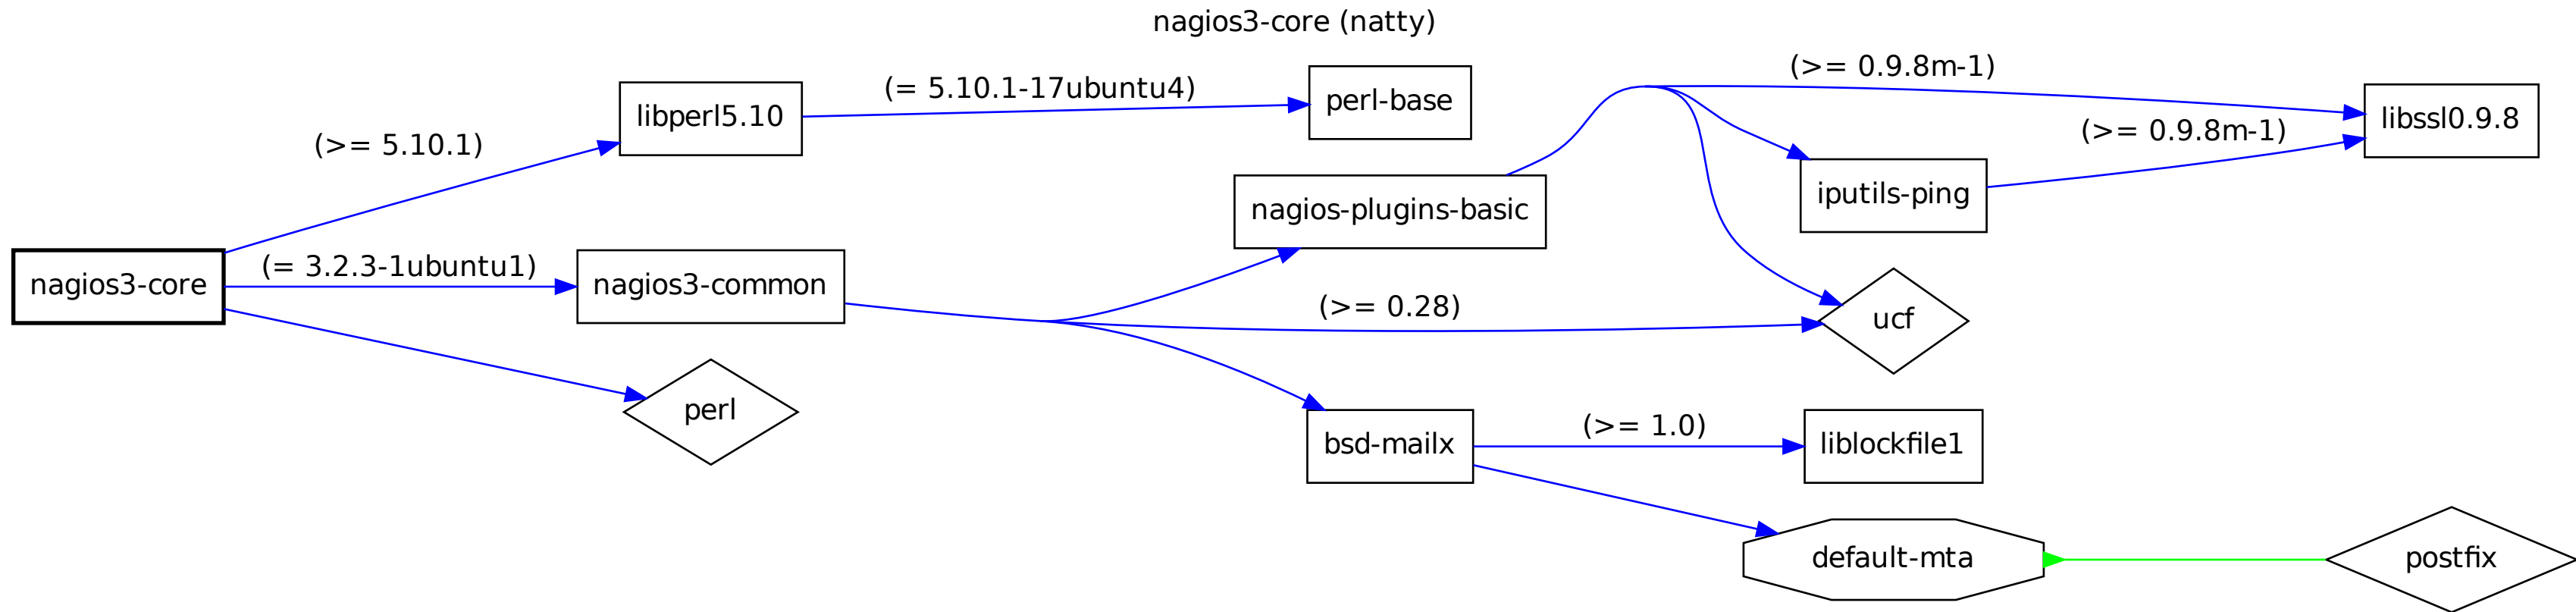 nagios3-core (natty)
(>= 0.9.8m-1)
(= 5.10.1-17ubuntu4)
perl-base
libperl5.10
libssl0.9.8
(>= 5.10.1)
(>= 0.9.8m-1)
iputils-ping
nagios-plugins-basic
(= 3.2.3-1ubuntu1)
nagios3-core
nagios3-common
(>= 0.28)
ucf
perl
(>= 1.0)
bsd-mailx
liblockfile1
default-mta
postfix